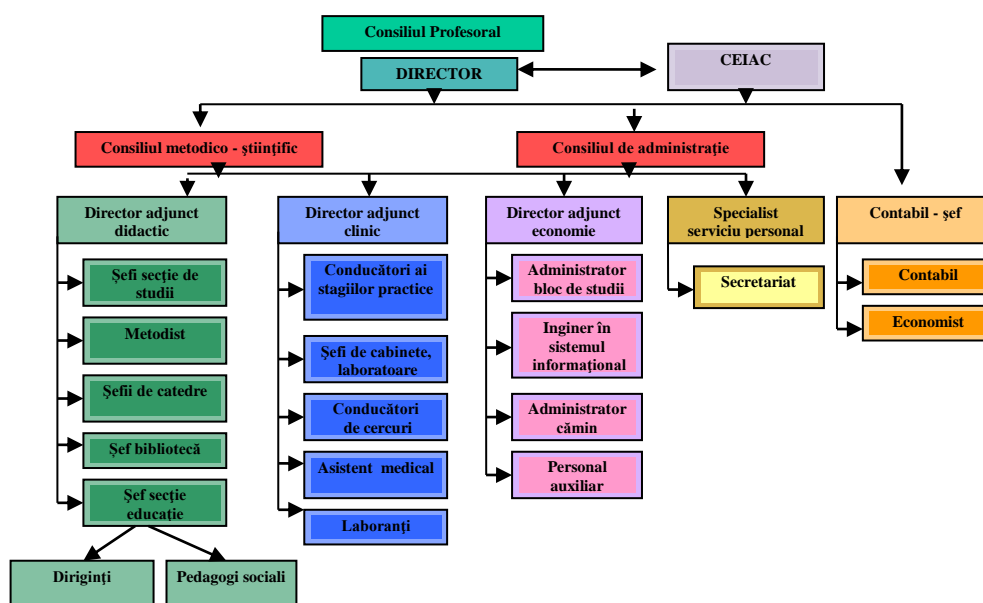 Consiliul Profesoral
DIRECTOR
CEIAC
Consiliul metodico - ştiinţific
Consiliul de administraţie
Director adjunct
didactic
Director adjunct
clinic
Director adjunct
economie
Specialist
serviciu personal
Contabil - şef
Şefi secţie de
studii
Metodist
Şefii de catedre
Şef bibliotecă
Şef secţie
educaţie
Diriginţi
Pedagogi sociali
Conducători ai
stagiilor practice
Şefi de cabinete,
laboratoare
Conducători
de cercuri
Asistent medical
Laboranţi
Administrator
bloc de studii
Inginer în
sistemul
informaţional
Administrator
cămin
Personal
auxiliar
Secretariat
Contabil
Economist